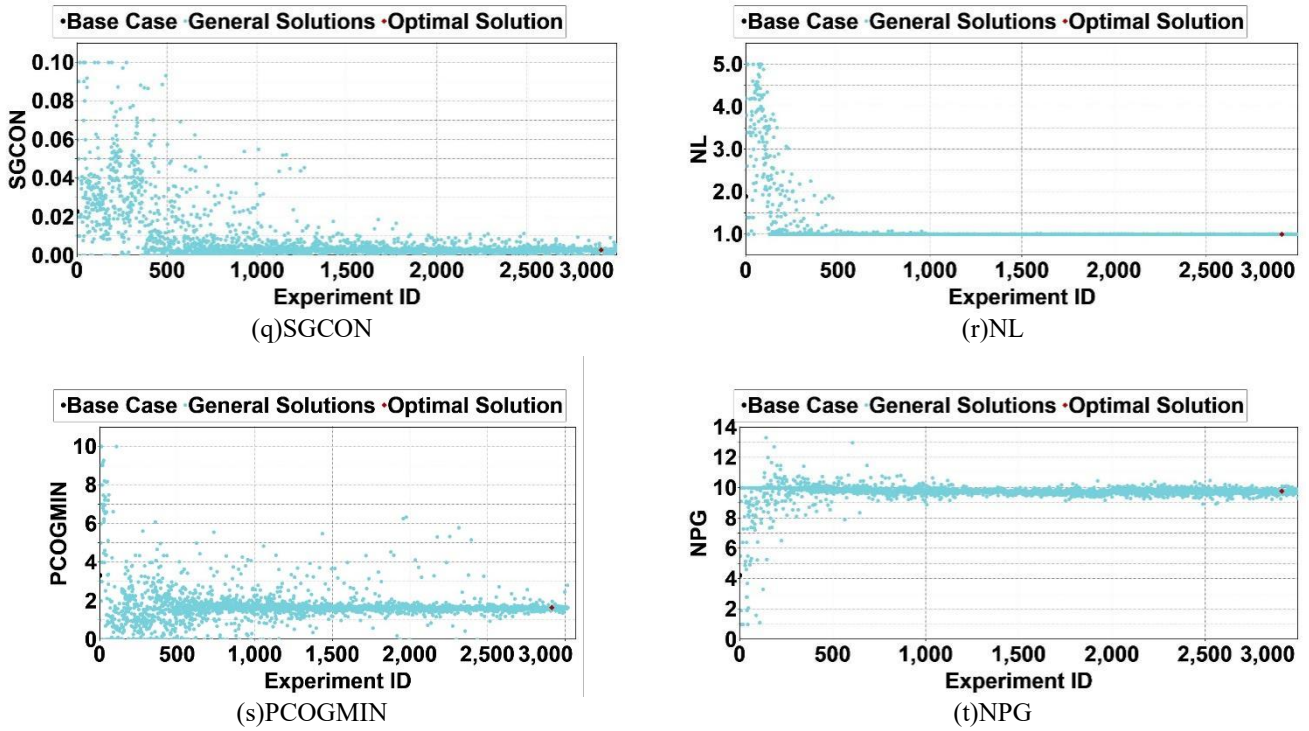 •Base Case •General Solutions •Optimal Solution
0.10
0.08
0.06
0.04
0.02
0.00
SGCON
0 500 1,000 1,500 2,000 2,500 3,000
Experiment ID
(q)SGCON
•Base Case •General Solutions •Optimal Solution
5.0
4.0
3.0
2.0
1.0
NL
0 500 1,000 1,500 2,000 2,500 3,000
Experiment ID
(r)NL
•Base Case •General Solutions •Optimal Solution
10
8
6
4
2
0
PCOGMIN
0 500 1,000 1,500 2,000 2,500 3,000
Experiment ID
(s)PCOGMIN
•Base Case •General Solutions •Optimal Solution
14
12
10
8
6
4
2
0
NPG
0 500 1,000 1,500 2,000 2,500 3,000
Experiment ID
(t)NPG